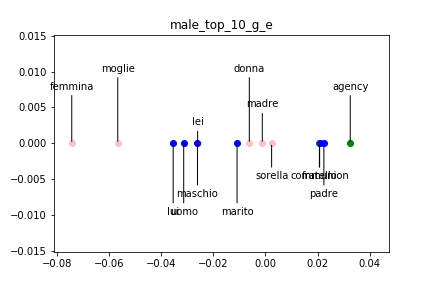 male_top_10_g_e
0.015
0.010
0.005
0.000
−0.005
−0.010
−0.015
moglie
donna
femmina
agency
madre
lei
sorella
communion
fratello
maschio
padre
lui
uomo
marito
−0.08
−0.06
−0.04
−0.02
0.00
0.02
0.04